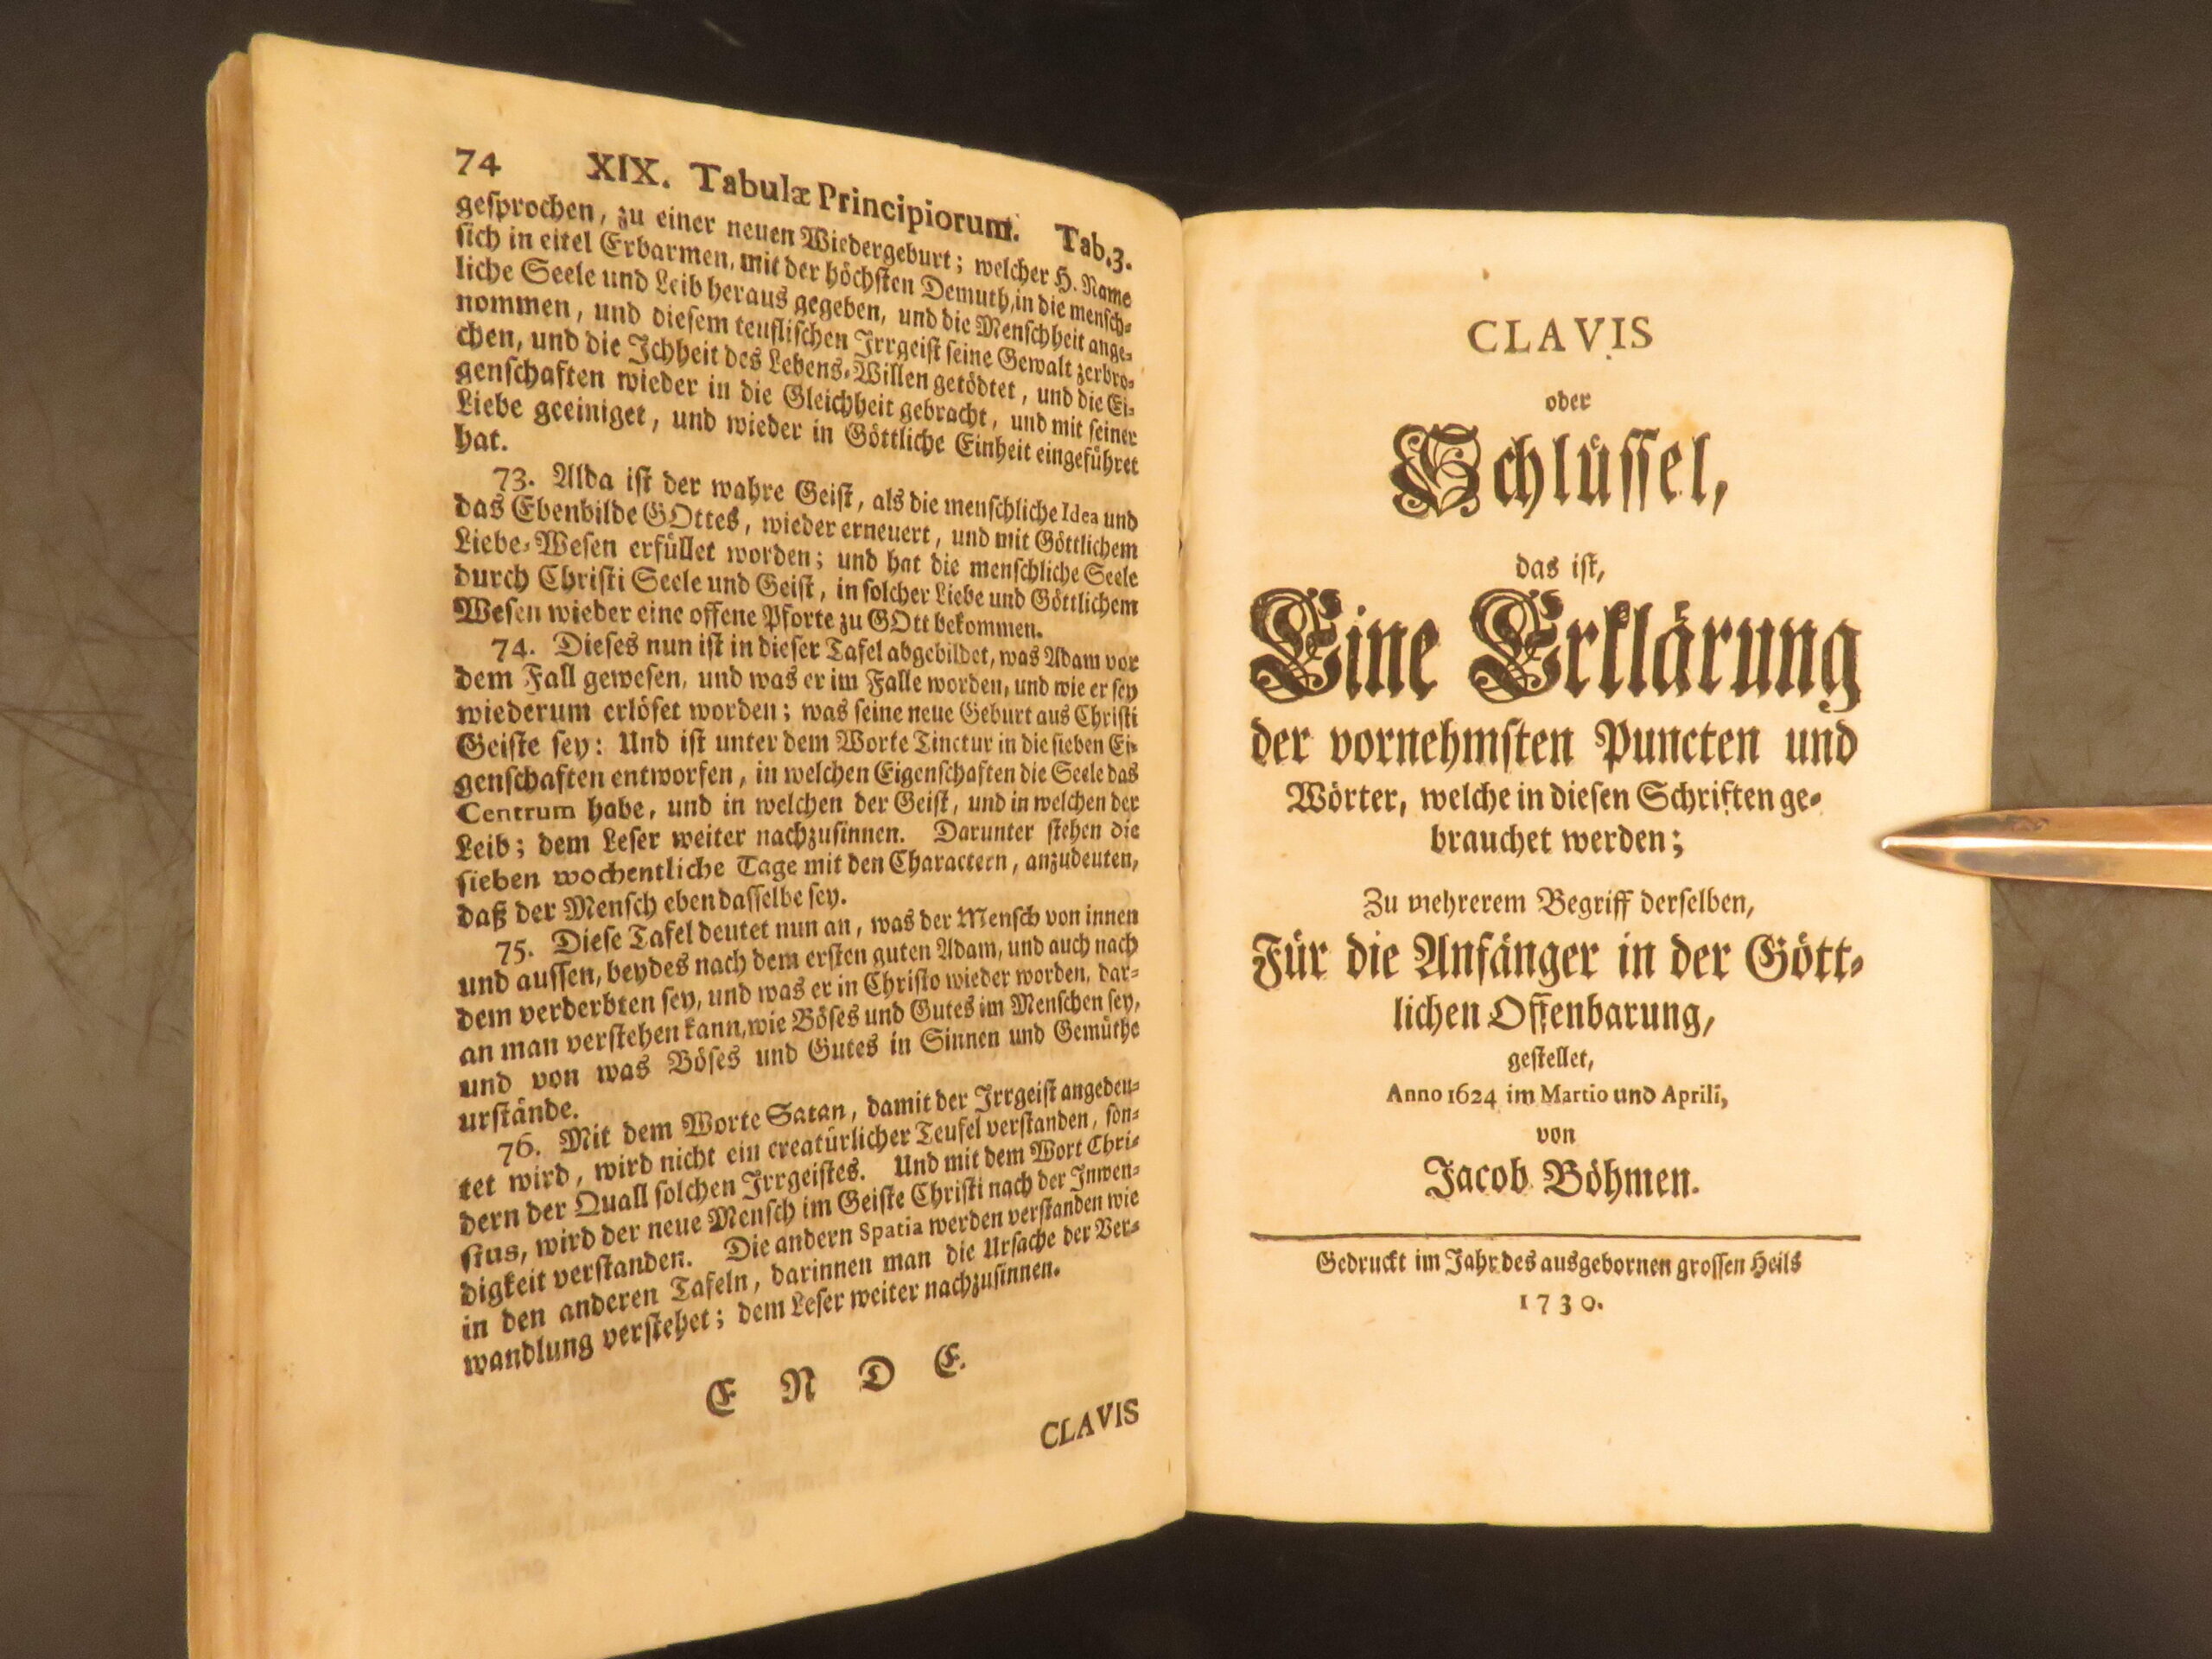 74 XIX. Tabulæ Principiorum. Tab.3.
gesprochen, zu einer neuen Wiedergeburt; welcher H. Name
sich in eitel Erbarmen, mit der höchsten Demuth, in die mensch-
liche Seele und Leib heraus gegeben, und die Menschheit ange-
nommen, und diesem teuflischen Irrgeist seine Gewalt zerbro-
chen, und die Ichheit des Lebens-Willen getödtet, und die Ei-
genschaften wieder in die Gleichheit gebracht, und mit seiner
Liebe geeiniget, und wieder in Göttliche Einheit eingeführet
hat.
73. Alda ist der wahre Geist, als die menschliche Idea und
das Ebenbilde GOttes, wieder erneuert, und mit Göttlichem
Liebe-Wesen erfüllet worden; und hat die menschliche Seele
durch Christi Seele und Geist, in solcher Liebe und Göttlichem
Wesen wieder eine offene Pforte zu GOtt bekommen.
74. Dieses nun ist in dieser Tafel abgebildet, was Adam vor
dem Fall gewesen, und was er im Falle worden, und wie er sey
wiederum erlöset worden; was seine neue Geburt aus Christi
Geiste sey: Und ist unter dem Worte Tinctur in die sieben Ei-
genschaften entworfen, in welchen Eigenschaften die Seele das
Centrum habe, und in welchen der Geist, und in welchen der
Leib; dem Leser weiter nachzusinnen. Darunter stehen die
sieben wochentliche Tage mit den Charactern, anzudeuten,
daß der Mensch eben dasselbe sey.
75. Diese Tafel deutet nun an, was der Mensch von innen
und aussen, beydes nach dem ersten guten Adam, und auch nach
dem verderbten sey, und was er in Christo wieder worden, dar-
an man verstehen kann, wie Böses und Gutes im Menschen sey,
und von was Böses und Gutes in Sinnen und Gemüthe
urstände.
76. Mit dem Worte Satan, damit der Irrgeist angedeu-
tet wird, wird nicht ein creatürlicher Teufel verstanden, son-
dern der Quall solchen Irrgeistes. Und mit dem Wort Chri-
stus, wird der neue Mensch im Geiste Christi nach der Inwen-
digkeit verstanden. Die andern Spatia werden verstanden wie
in den anderen Tafeln, darinnen man die Ursache der Ver-
wandlung verstehet; dem Leser weiter nachzusinnen.
E N D E.
CLAVIS
CLAVIS
oder
Schlüssel,
das ist,
Eine Erklärung
der vornehmsten Puncten und
Wörter, welche in diesen Schriften ge-
brauchet werden;
Zu mehrerem Begriff derselben,
Für die Anfänger in der Gött-
lichen Offenbarung,
gestellet,
Anno 1624 im Martio und Aprili,
von
Jacob Böhmen.
Gedruckt im Jahr des ausgebornen grossen Heils
1730.